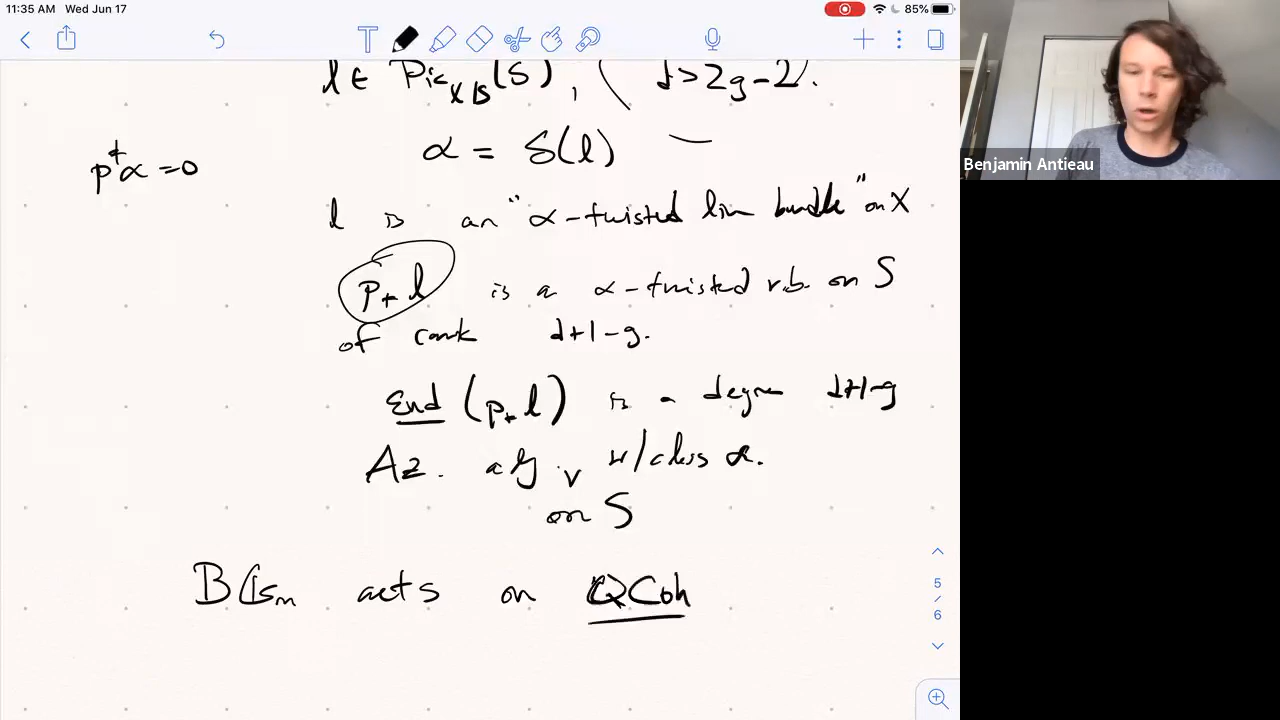 11:35 AM Wed Jun 17
85%
l ∈ Pic_{X/S}(S), ( d > 2g-2).
α = δ(l)
p*α = 0
l is an "α-twisted line bundle" on X
p_* l is a α-twisted v.b. on S
of rank d+1-g.
End (p_* l) is a degree d+1-g
Az. alg. w/ class α.
on S
BG_m acts on QCoh
Benjamin Antieau
5
/
6